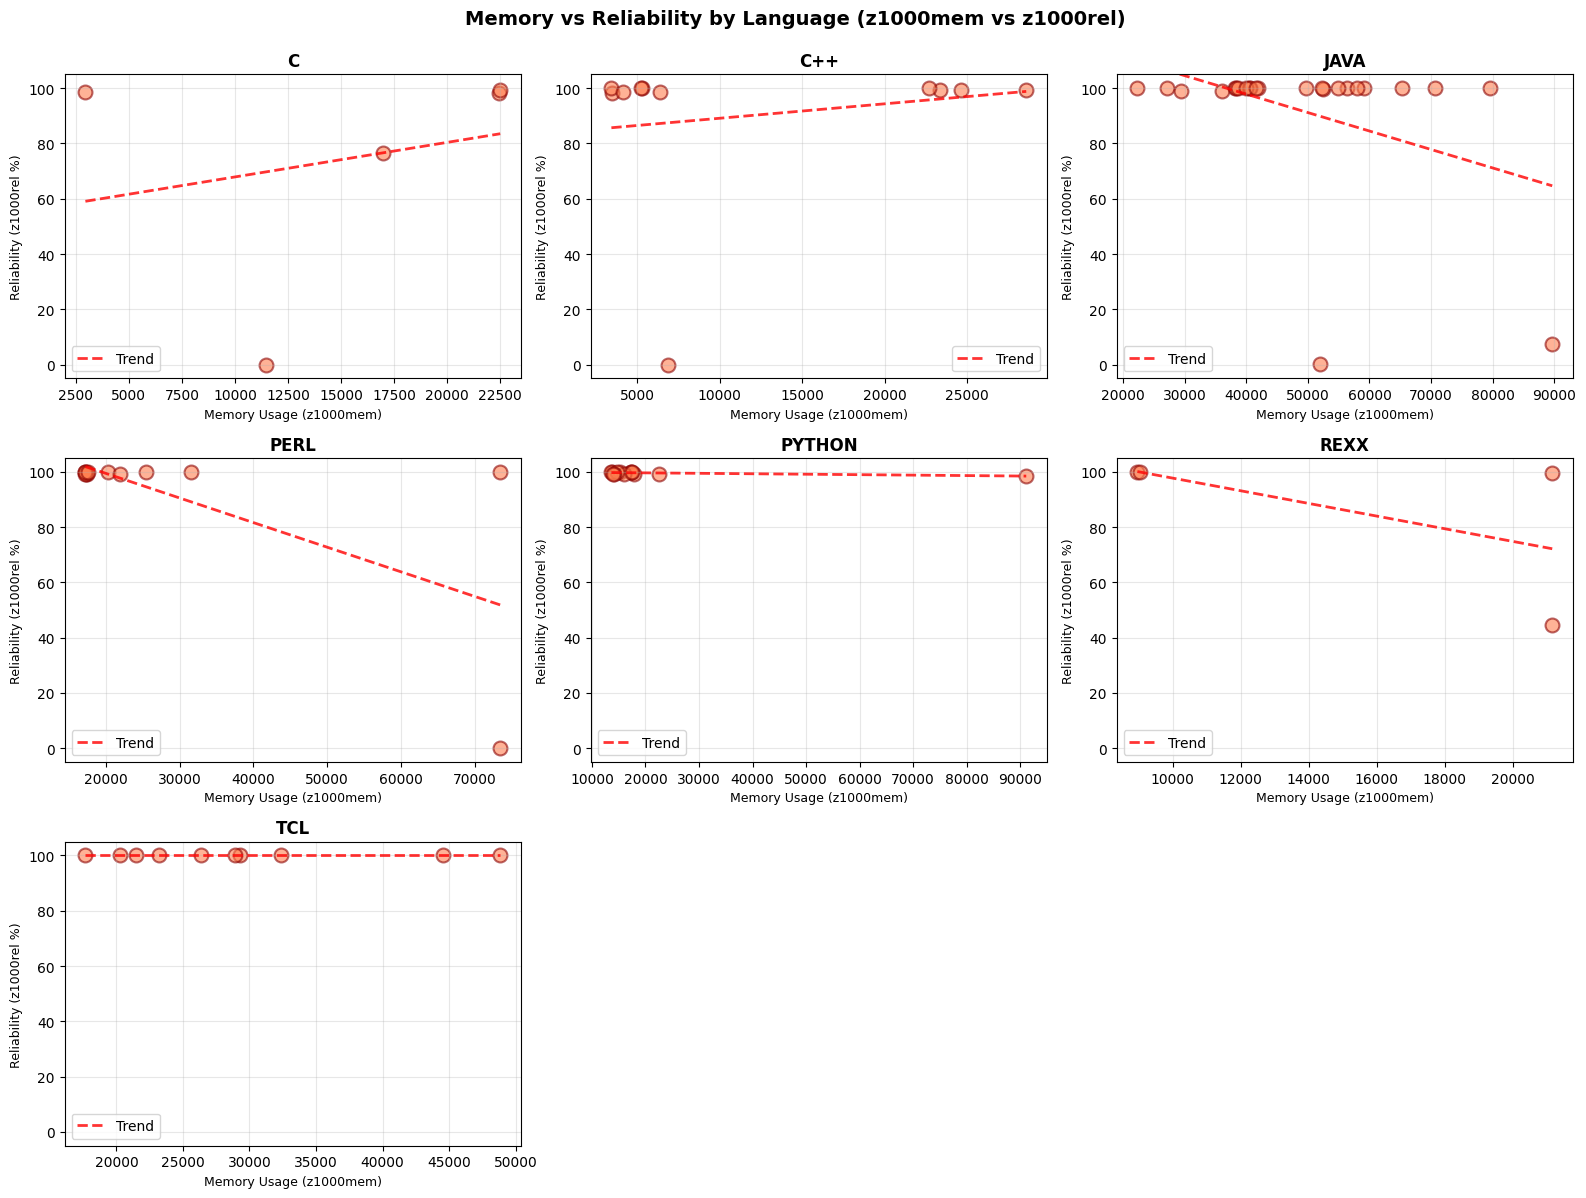 Memory vs Reliability by Language (z1000mem vs z1000rel)
C
Reliability (z1000rel %)
100
80
60
40
20
0
Trend
2500 5000 7500 10000 12500 15000 17500 20000 22500
Memory Usage (z1000mem)
C++
Reliability (z1000rel %)
100
80
60
40
20
0
Trend
5000 10000 15000 20000 25000
Memory Usage (z1000mem)
JAVA
Reliability (z1000rel %)
100
80
60
40
20
0
Trend
20000 30000 40000 50000 60000 70000 80000 90000
Memory Usage (z1000mem)
PERL
Reliability (z1000rel %)
100
80
60
40
20
0
Trend
20000 30000 40000 50000 60000 70000
Memory Usage (z1000mem)
PYTHON
Reliability (z1000rel %)
100
80
60
40
20
0
Trend
10000 20000 30000 40000 50000 60000 70000 80000 90000
Memory Usage (z1000mem)
REXX
Reliability (z1000rel %)
100
80
60
40
20
0
Trend
10000 12000 14000 16000 18000 20000
Memory Usage (z1000mem)
TCL
Reliability (z1000rel %)
100
80
60
40
20
0
Trend
20000 25000 30000 35000 40000 45000 50000
Memory Usage (z1000mem)